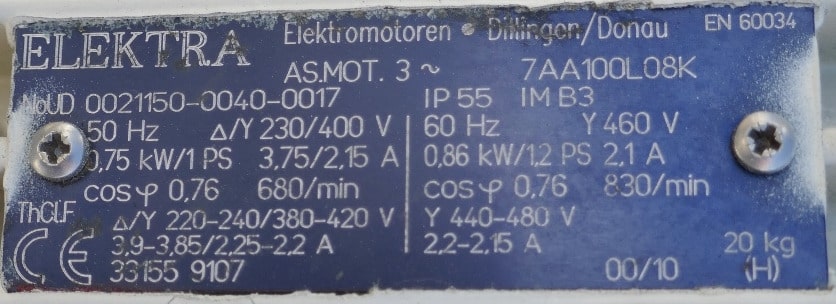 ELEKTRA Elektromotoren • Dillingen/Donau EN 60034
AS.MOT. 3 ~ 7AA100L08K
NoUD 0021150-0040-0017 IP 55 IM B3
50 Hz Δ/Y 230/400 V 60 Hz Y 460 V
0,75 kW/1 PS 3,75/2,15 A 0,86 kW/1,2 PS 2,1 A
cos φ 0,76 680/min cos φ 0,76 830/min
ThCl.F Δ/Y 220-240/380-420 V Y 440-480 V
CE 3,9-3,85/2,25-2,2 A 2,2-2,15 A 20 kg
33155 9107 00/10 (H)